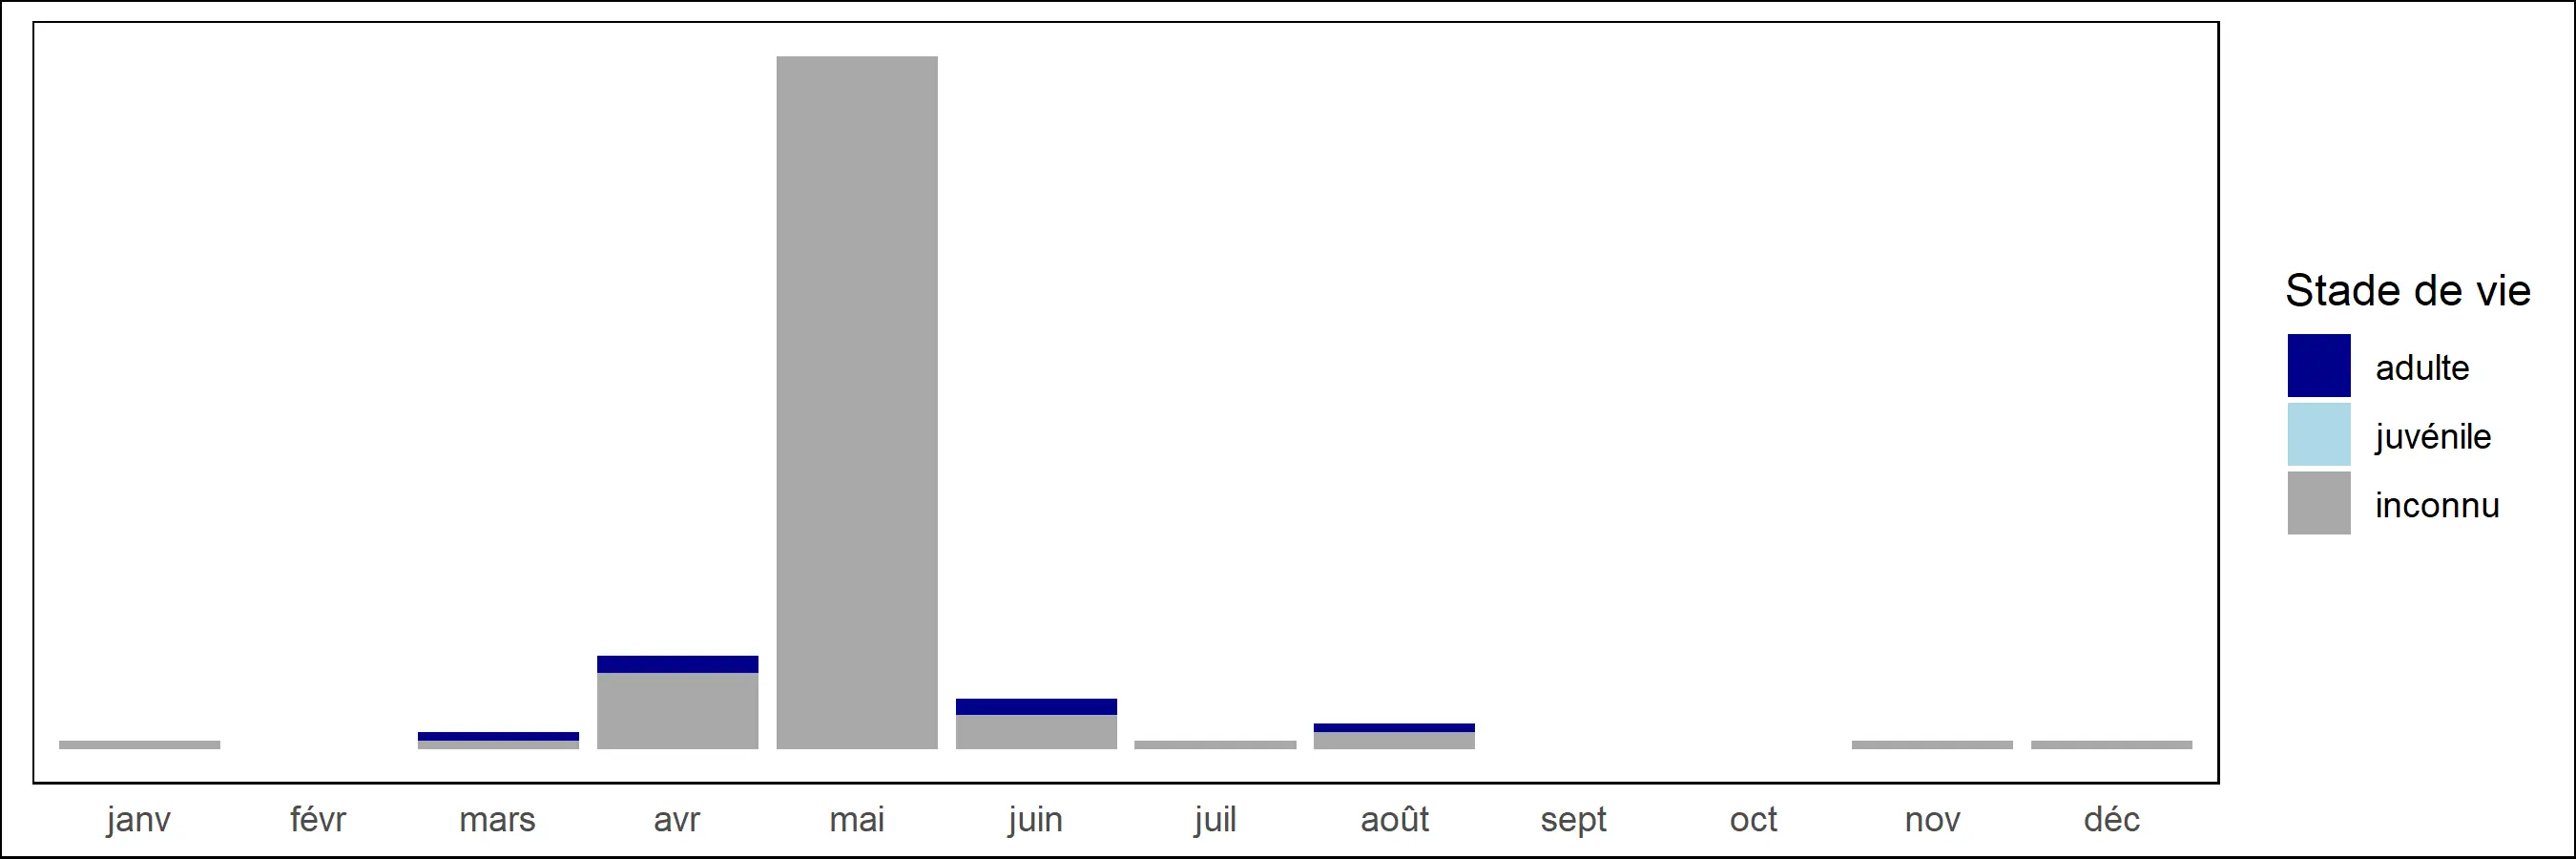 Stade de vie
adulte
juvénile
inconnu
janv févr mars avr mai juin juil août sept oct nov déc